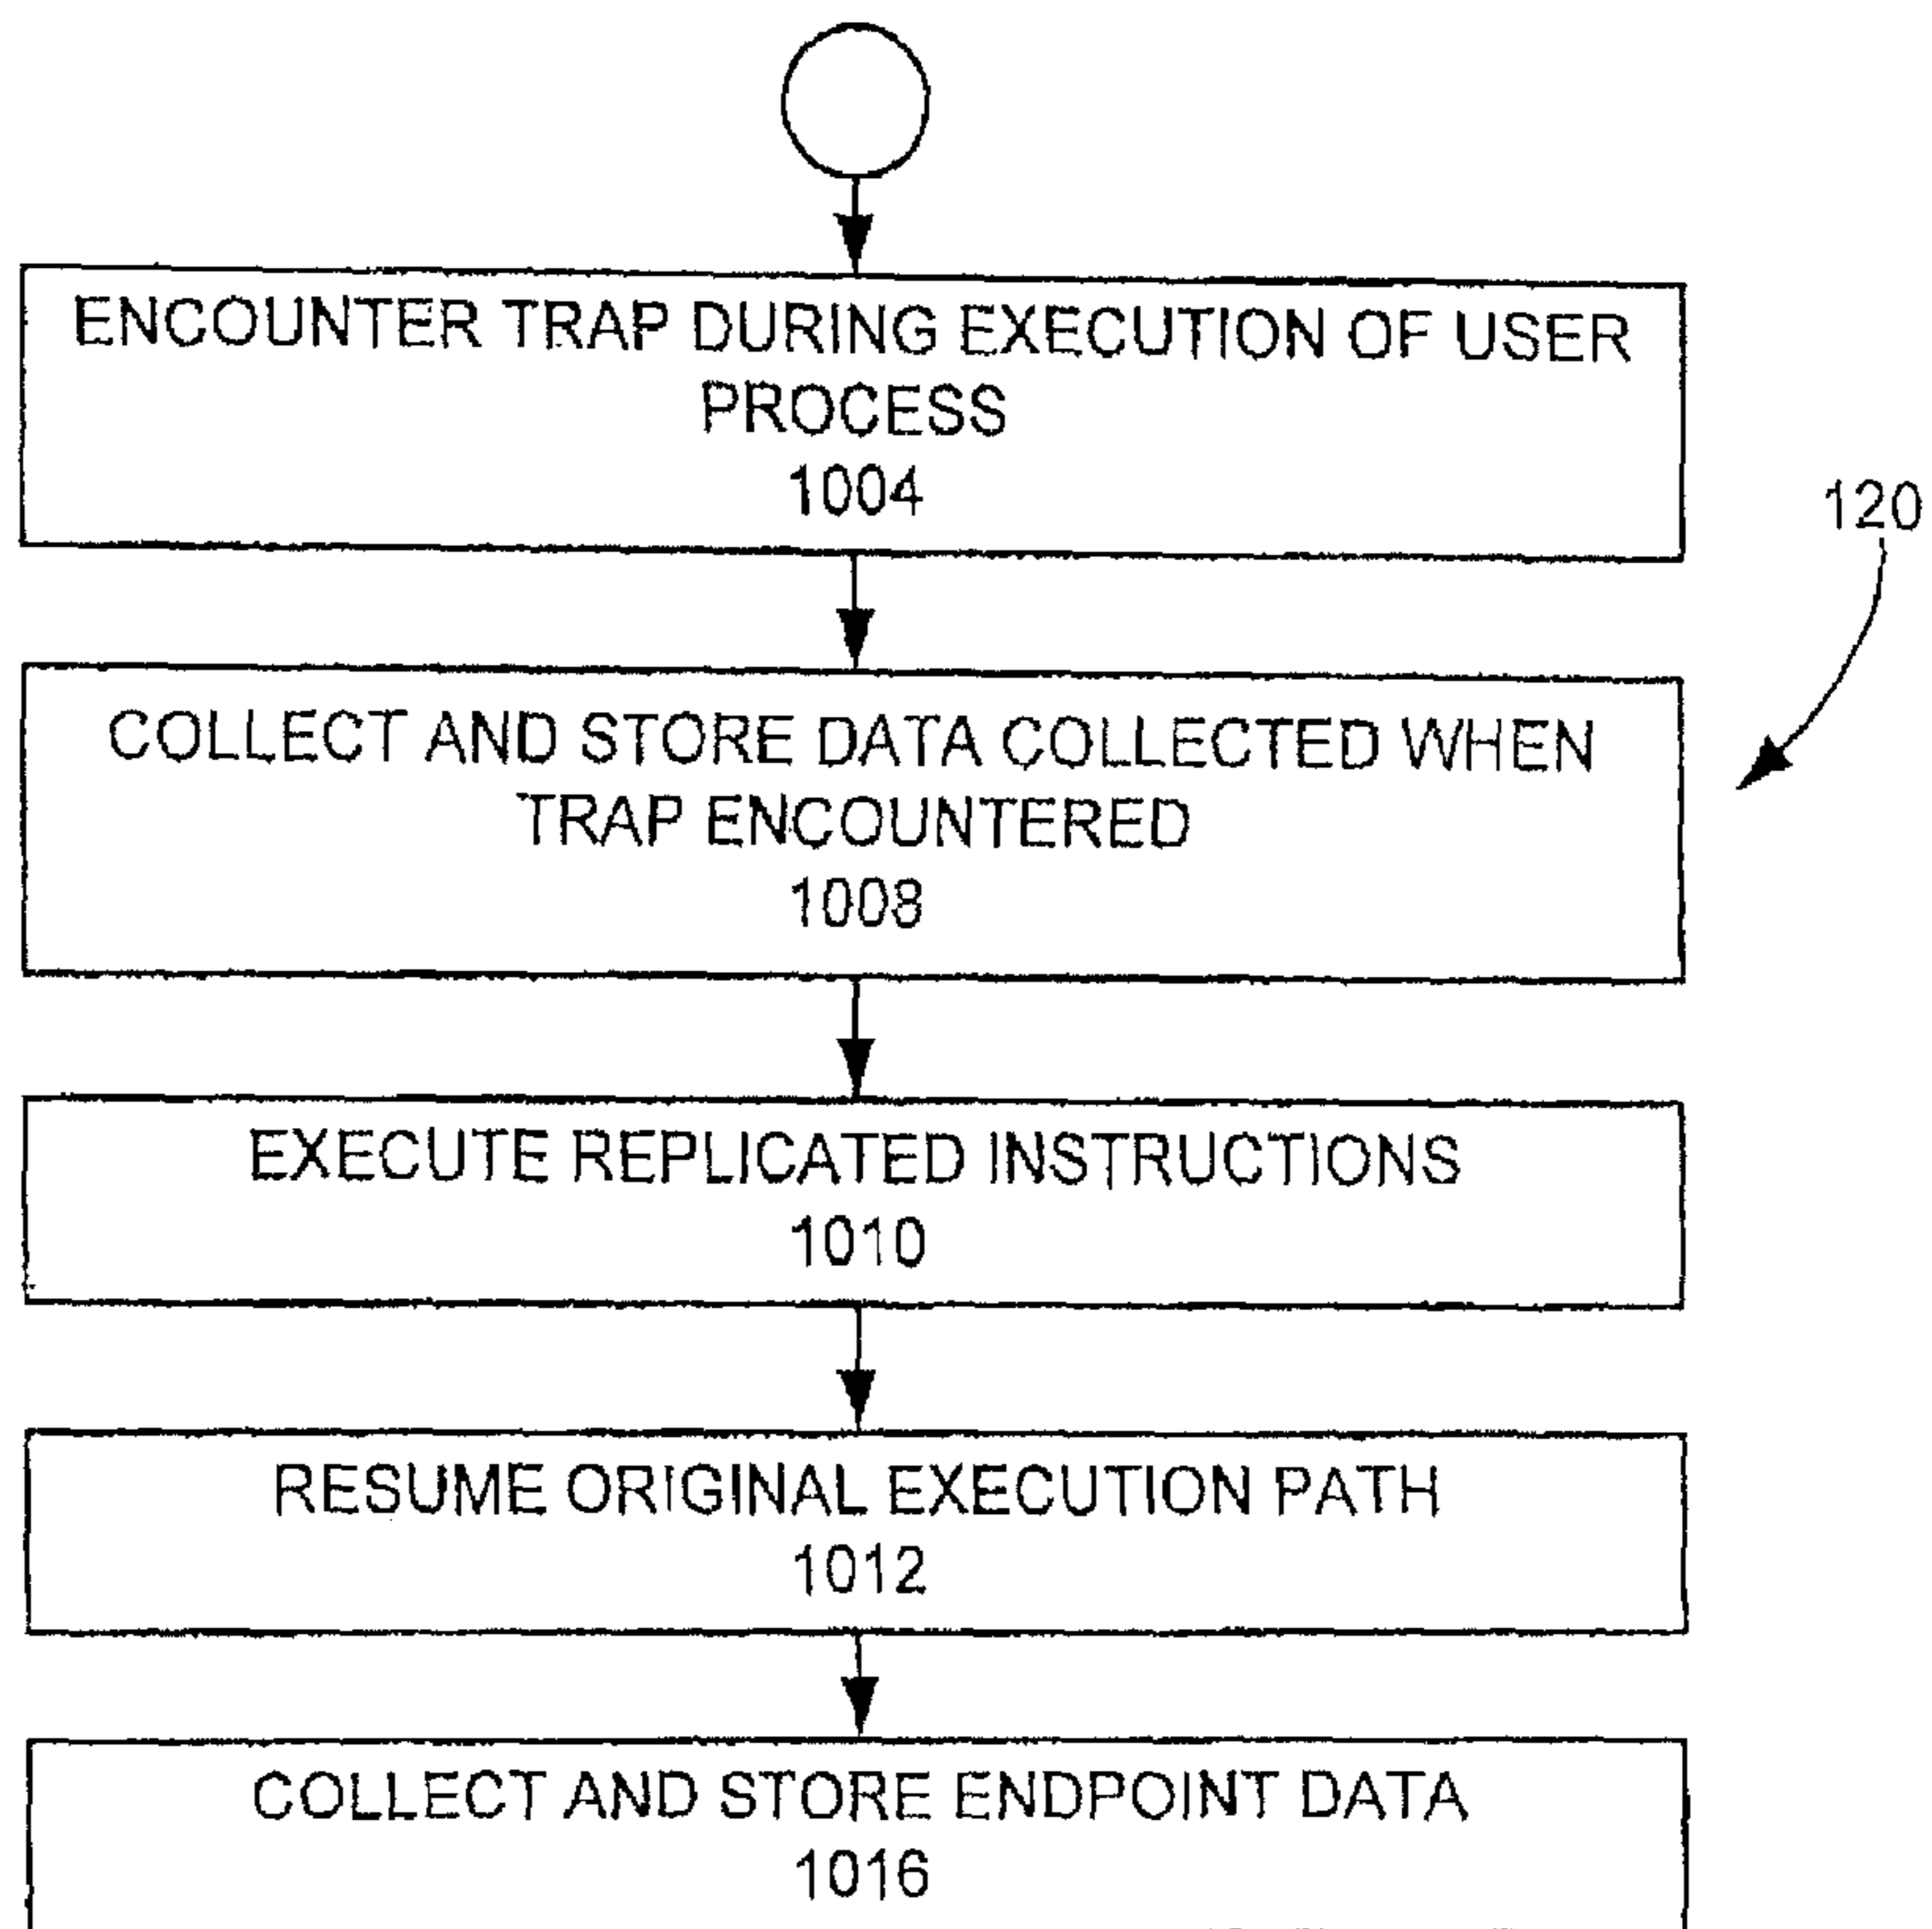 ENCOUNTER TRAP DURING EXECUTION OF USER
PROCESS
1004
120
COLLECT AND STORE DATA COLLECTED WHEN
TRAP ENCOUNTERED
1008
EXECUTE REPLICATED INSTRUCTIONS
1010
RESUME ORIGINAL EXECUTION PATH
1012
COLLECT AND STORE ENDPOINT DATA
1016